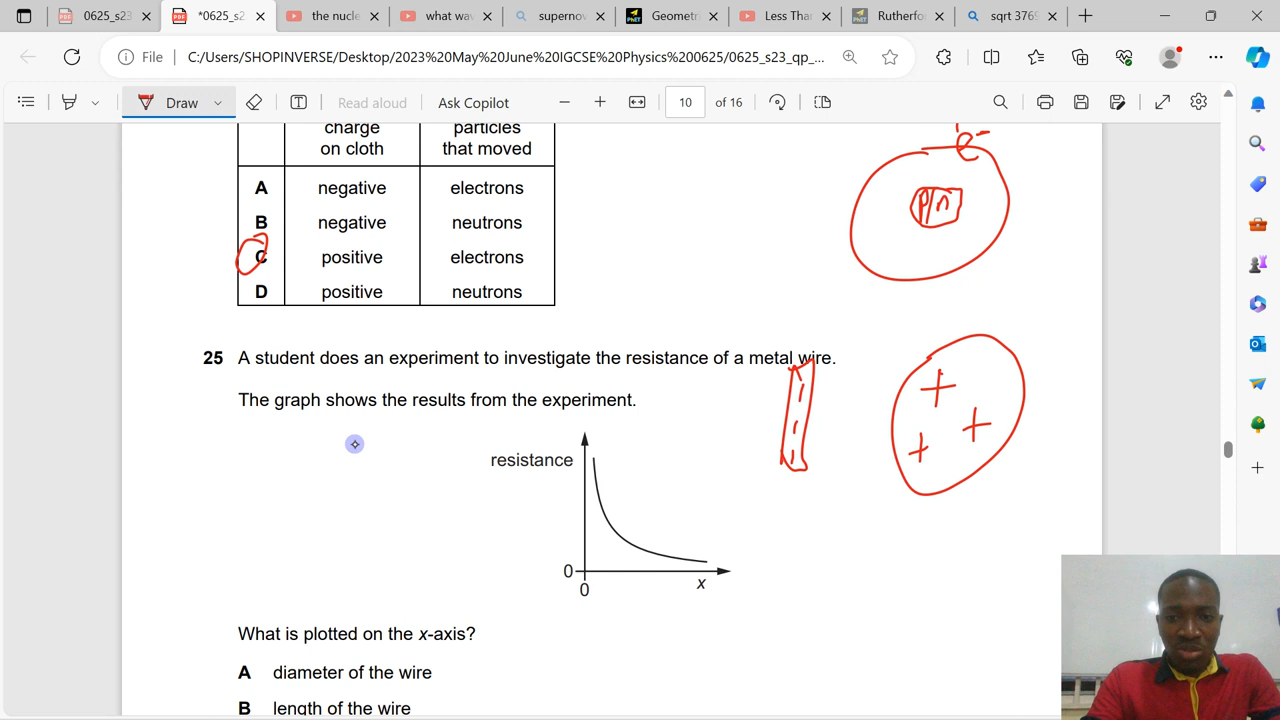 0625_s23
*0625_s2
the nucle
what wav
supernov
Geometr
Less Thar
Rutherfo
sqrt 3769
File
C:/Users/SHOPINVERSE/Desktop/2023%20May%20June%20IGCSE%20Physics%200625/0625_s23_qp_...
Draw
Read aloud
Ask Copilot
10
of 16
charge particles
on cloth that moved
A negative electrons
B negative neutrons
C positive electrons
D positive neutrons
e-
p/n
25 A student does an experiment to investigate the resistance of a metal wire.
The graph shows the results from the experiment.
+
+
+
resistance
0
0
x
What is plotted on the x-axis?
A diameter of the wire
B length of the wire